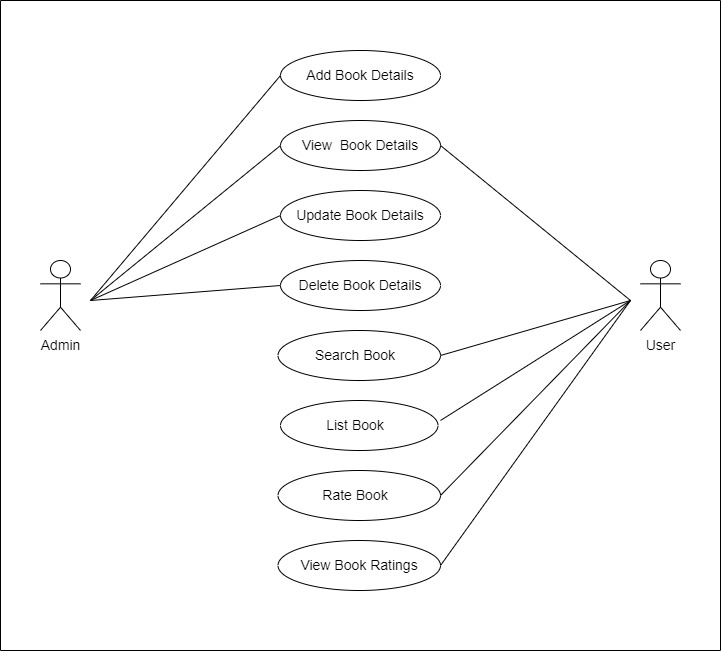 Add Book Details
View  Book Details
Update Book Details
Delete Book Details
Search Book
Admin
User
List Book
Rate Book
View Book Ratings